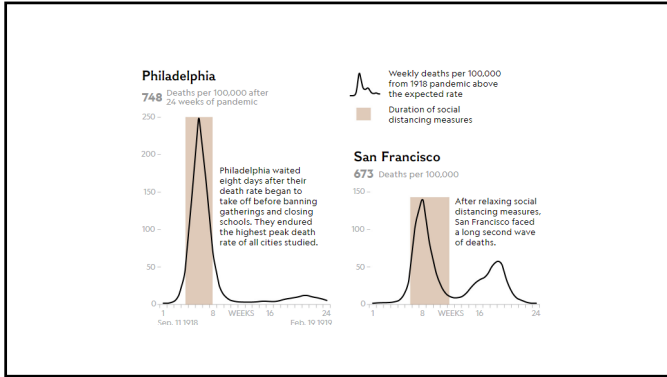 Philadelphia
748 Deaths per 100,000 after
24 weeks of pandemic
250
200
150
100
50
0
Philadelphia waited
eight days after their
death rate began to
take off before banning
gatherings and closing
schools. They endured
the highest peak death
rate of all cities studied.
1 8 WEEKS 16 24
Sep. 11 1918 Feb. 19 1919
Weekly deaths per 100,000
from 1918 pandemic above
the expected rate
Duration of social
distancing measures
San Francisco
673 Deaths per 100,000
150
100
50
0
After relaxing social
distancing measures,
San Francisco faced
a long second wave
of deaths.
1 8 WEEKS 16 24